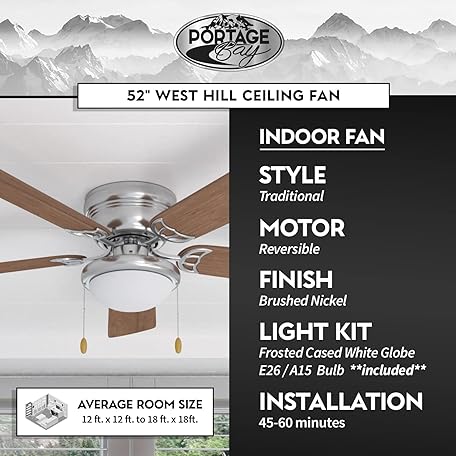 PORTAGE
Bay
52" WEST HILL CEILING FAN
INDOOR FAN
STYLE
Traditional
MOTOR
Reversible
FINISH
Brushed Nickel
LIGHT KIT
Frosted Cased White Globe
E26 / A15 Bulb **included**
INSTALLATION
45-60 minutes
AVERAGE ROOM SIZE
12 ft. x 12 ft. to 18 ft. x 18ft.